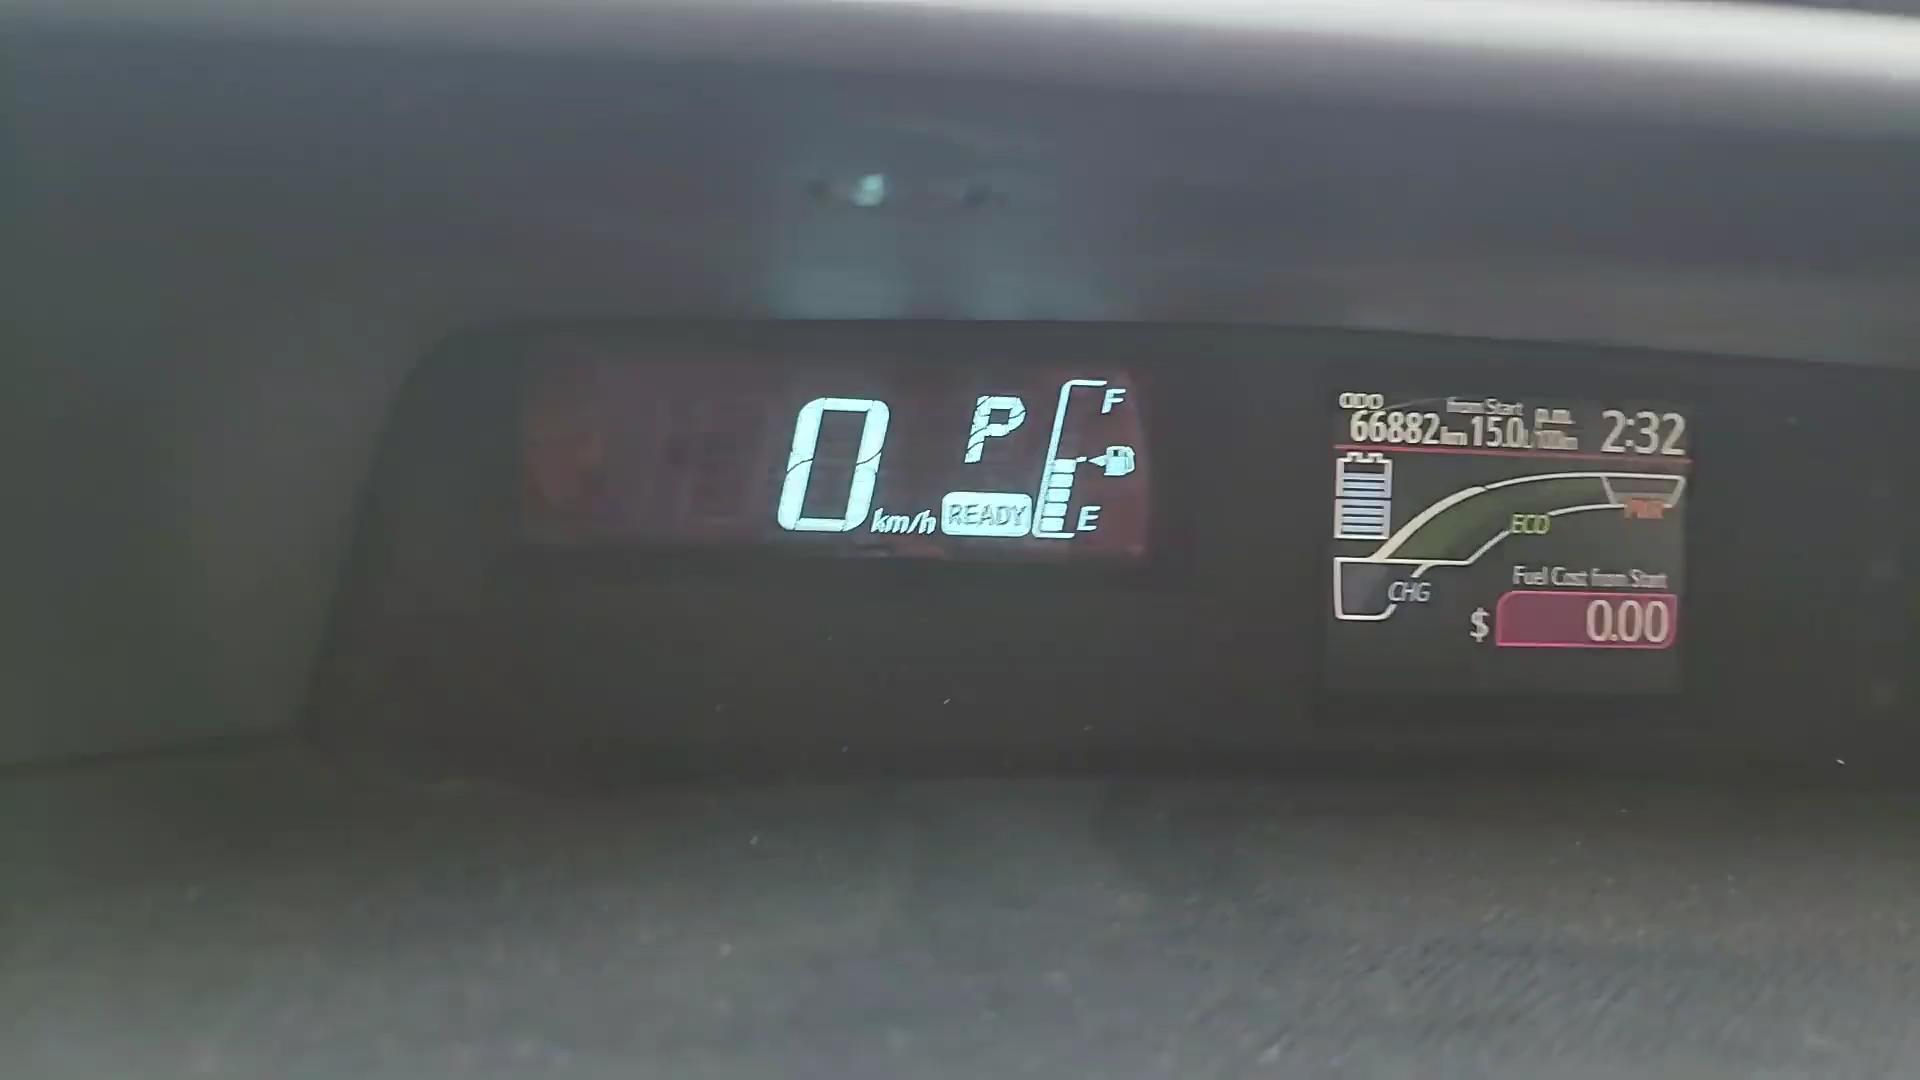 0 km/h
P
READY
F
E
ODO
66882 km
from Start
15.0 L/100km
p.m.
2:32
ECO
PWR
CHG
Fuel Cost from Start
$ 0.00